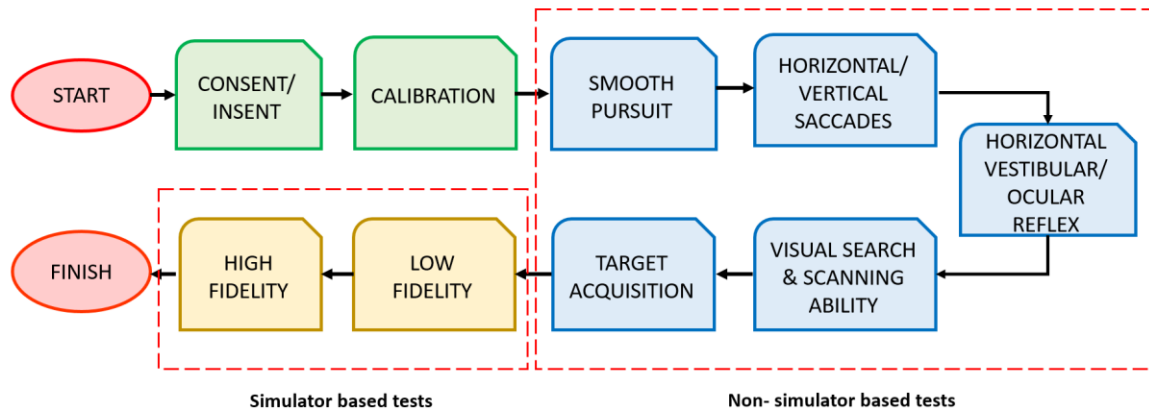 START
CONSENT/
INSENT
CALIBRATION
SMOOTH
PURSUIT
HORIZONTAL/
VERTICAL
SACCADES
HORIZONTAL
VESTIBULAR/
OCULAR
REFLEX
VISUAL SEARCH
& SCANNING
ABILITY
TARGET
ACQUISITION
LOW
FIDELITY
HIGH
FIDELITY
FINISH
Simulator based tests
Non- simulator based tests